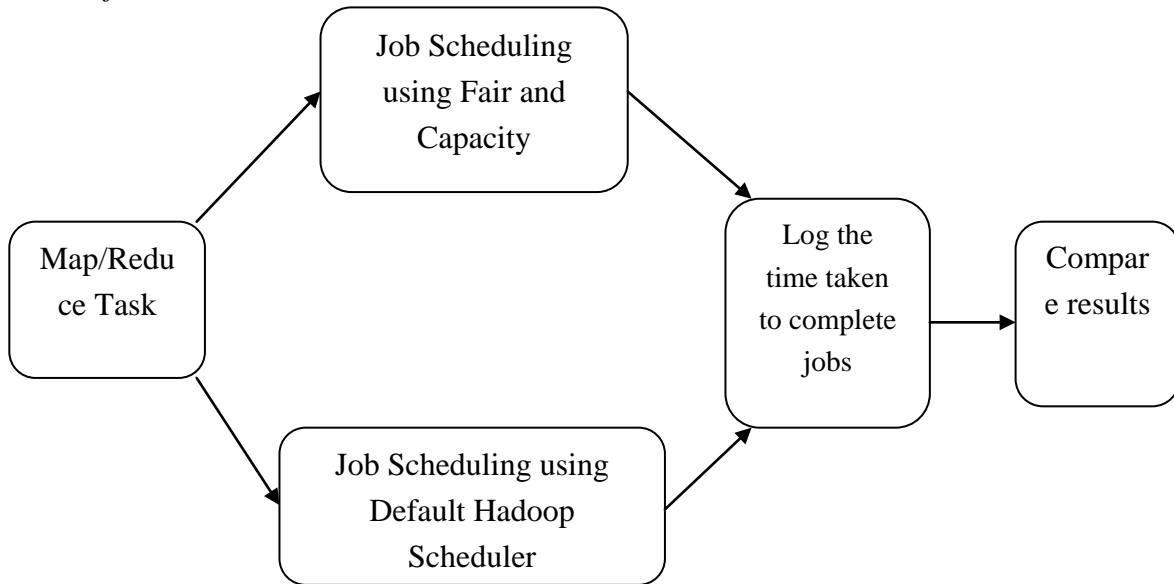 Job Scheduling
using Fair and
Capacity
Map/Redu
ce Task
Log the
time taken
to complete
jobs
Compar
e results
Job Scheduling using
Default Hadoop
Scheduler